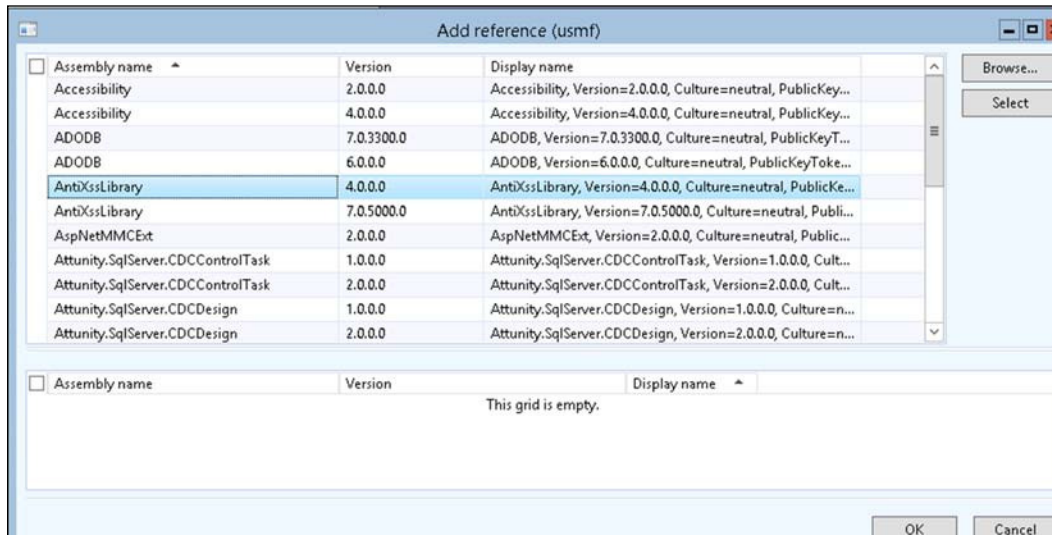 Add reference (usmf)
Assembly name Version Display name Browse...
Accessibility 2.0.0.0 Accessibility, Version=2.0.0.0, Culture=neutral, PublicKey...
Select
Accessibility 4.0.0.0 Accessibility, Version=4.0.0.0, Culture=neutral, PublicKey...
ADODB 7.0.3300.0 ADODB, Version=7.0.3300.0, Culture=neutral, PublicKeyT...
ADODB 6.0.0.0 ADODB, Version=6.0.0.0, Culture=neutral, PublicKeyToke...
AntiXssLibrary 4.0.0.0 AntiXssLibrary, Version=4.0.0.0, Culture=neutral, PublicKe...
AntiXssLibrary 7.0.5000.0 AntiXssLibrary, Version=7.0.5000.0, Culture=neutral, Publi...
AspNetMMCExt 2.0.0.0 AspNetMMCExt, Version=2.0.0.0, Culture=neutral, Public...
Attunity.SqlServer.CDCControlTask 1.0.0.0 Attunity.SqlServer.CDCControlTask, Version=1.0.0.0, Cult...
Attunity.SqlServer.CDCControlTask 2.0.0.0 Attunity.SqlServer.CDCControlTask, Version=2.0.0.0, Cult...
Attunity.SqlServer.CDCDesign 1.0.0.0 Attunity.SqlServer.CDCDesign, Version=1.0.0.0, Culture=n...
Attunity.SqlServer.CDCDesign 2.0.0.0 Attunity.SqlServer.CDCDesign, Version=2.0.0.0, Culture=n...
Assembly name Version Display name
This grid is empty.
OK Cancel